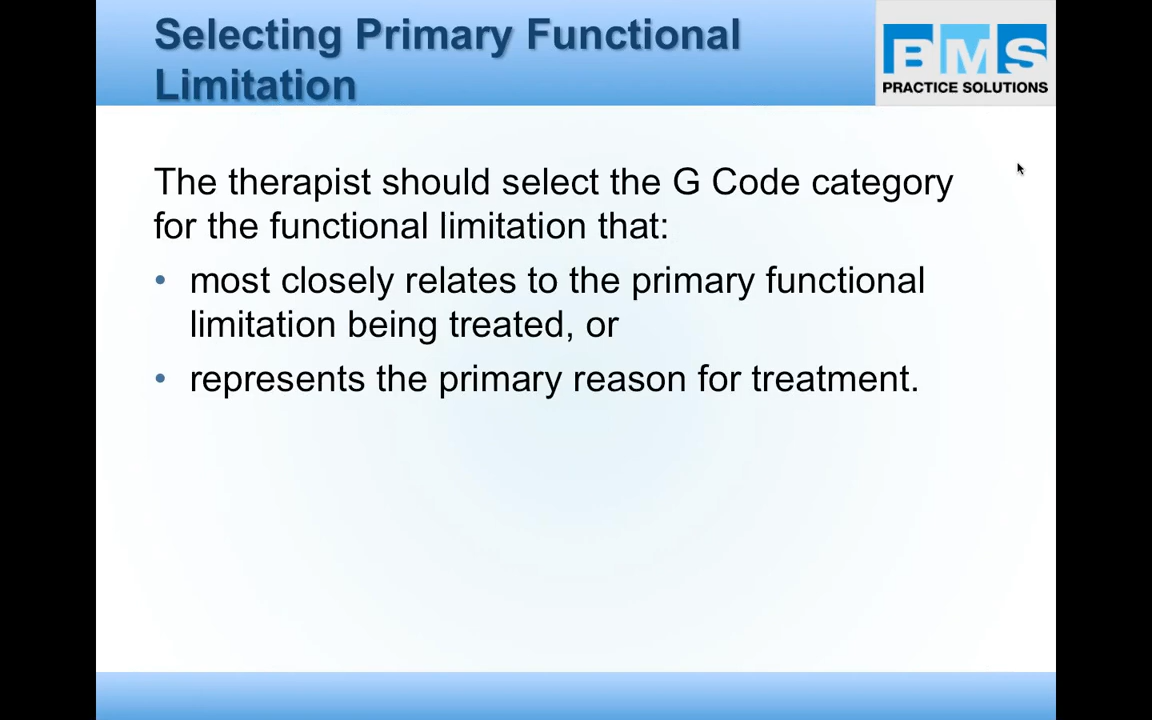 Selecting Primary Functional
Limitation
BMS
PRACTICE SOLUTIONS
The therapist should select the G Code category
for the functional limitation that:
• most closely relates to the primary functional
limitation being treated, or
• represents the primary reason for treatment.